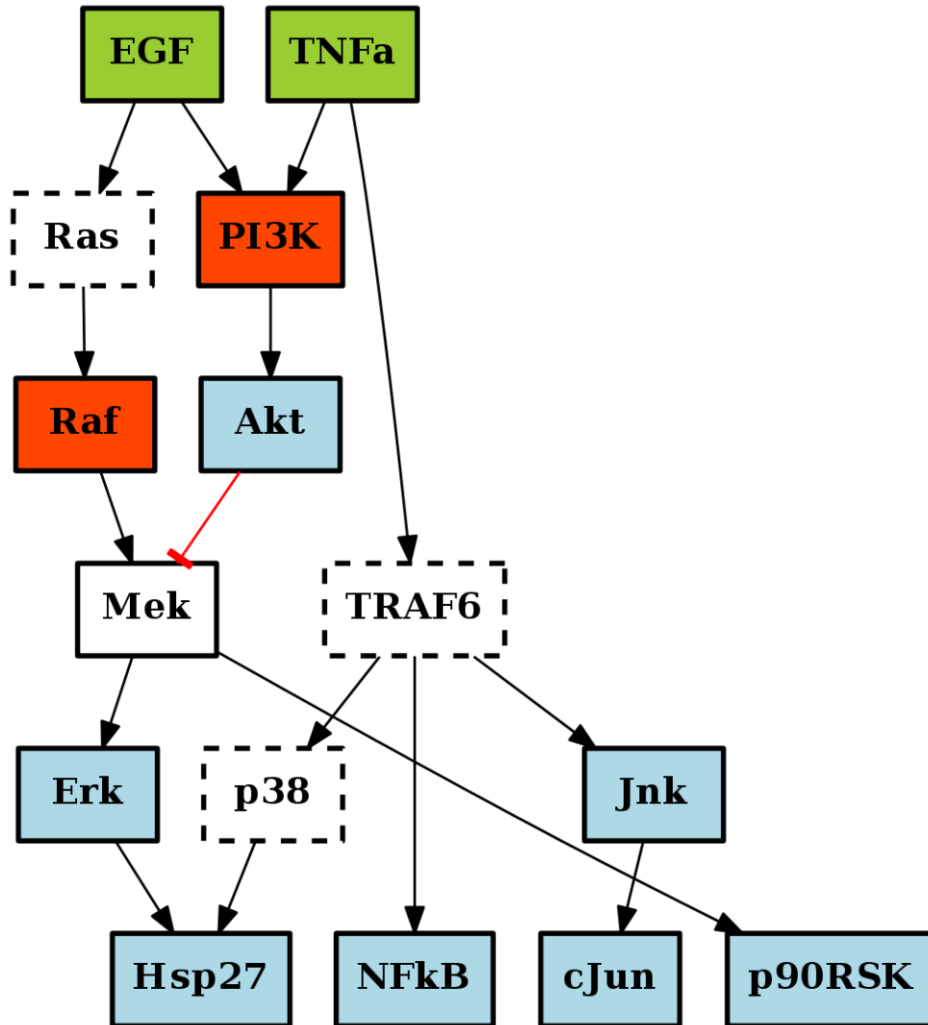 EGF
TNFa
Ras
PI3K
Raf
Akt
Mek
TRAF6
Erk
p38
Jnk
Hsp27
NFkB
cJun
p90RSK